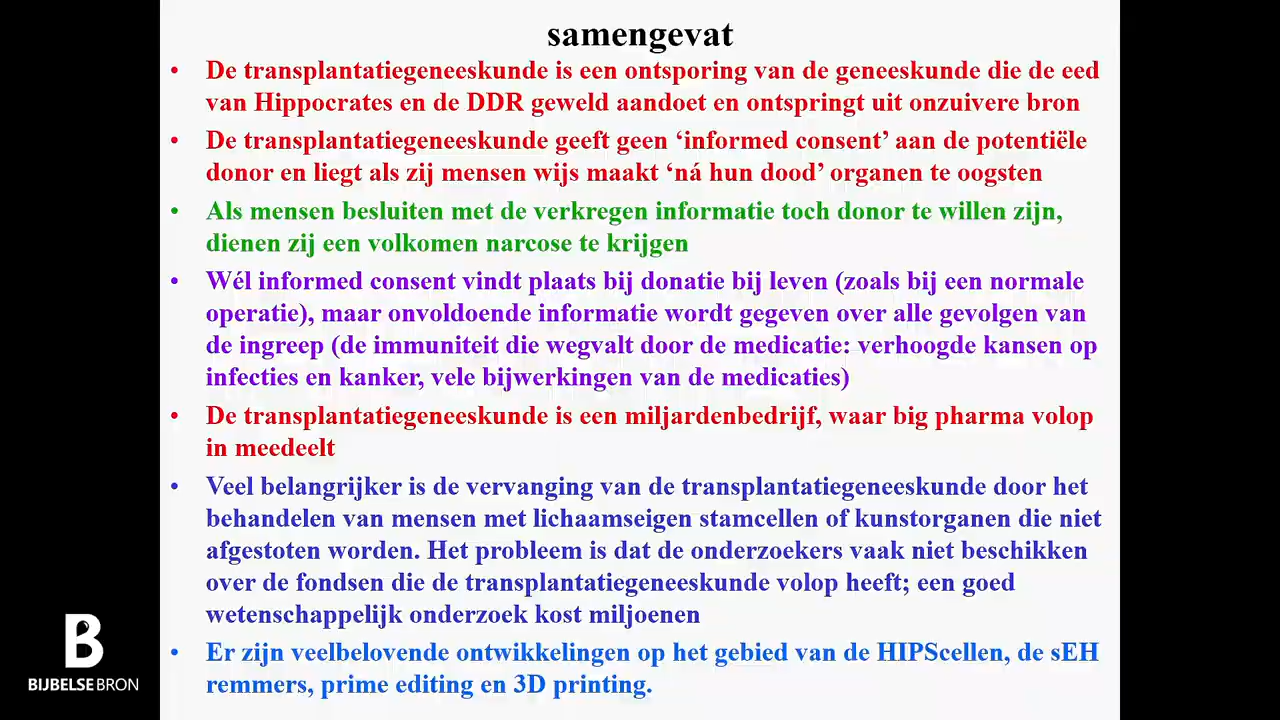 samengevat
• De transplantatiegeneeskunde is een ontsporing van de geneeskunde die de eed
van Hippocrates en de DDR geweld aandoet en ontspringt uit onzuivere bron
• De transplantatiegeneeskunde geeft geen ‘informed consent’ aan de potentiële
donor en liegt als zij mensen wijs maakt ‘ná hun dood’ organen te oogsten
• Als mensen besluiten met de verkregen informatie toch donor te willen zijn,
dienen zij een volkomen narcose te krijgen
• Wél informed consent vindt plaats bij donatie bij leven (zoals bij een normale
operatie), maar onvoldoende informatie wordt gegeven over alle gevolgen van
de ingreep (de immuniteit die wegvalt door de medicatie: verhoogde kansen op
infecties en kanker, vele bijwerkingen van de medicaties)
• De transplantatiegeneeskunde is een miljardenbedrijf, waar big pharma volop
in meedeelt
• Veel belangrijker is de vervanging van de transplantatiegeneeskunde door het
behandelen van mensen met lichaamseigen stamcellen of kunstorganen die niet
afgestoten worden. Het probleem is dat de onderzoekers vaak niet beschikken
over de fondsen die de transplantatiegeneeskunde volop heeft; een goed
wetenschappelijk onderzoek kost miljoenen
• Er zijn veelbelovende ontwikkelingen op het gebied van de HIPScellen, de sEH
remmers, prime editing en 3D printing.
B
BIJBELSE BRON